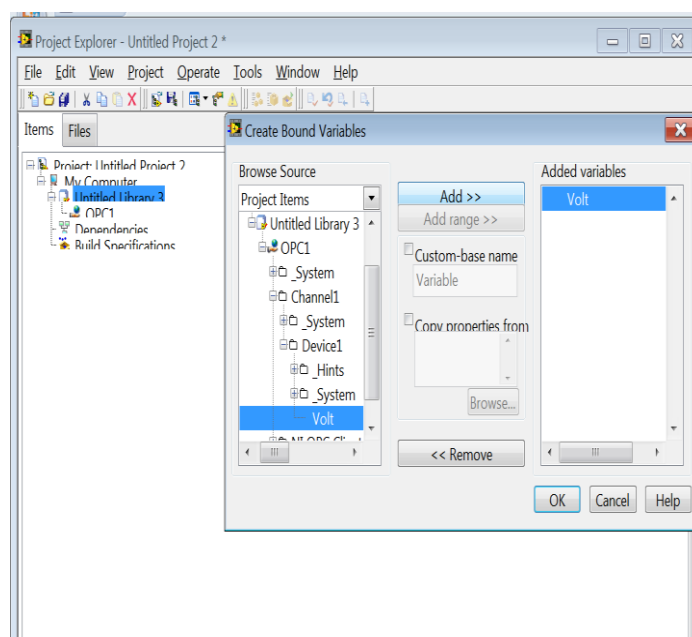 Project Explorer - Untitled Project 2 *
File Edit View Project Operate Tools Window Help
Items Files
Project: Untitled Project 2
My Computer
Untitled Library 3
OPC1
Dependencies
Build Specifications
Create Bound Variables
Browse Source
Project Items
Untitled Library 3
OPC1
_System
Channel1
_System
Device1
_Hints
_System
Volt
NI OPC Client
Add >>
Add range >>
Custom-base name
Variable
Copy properties from
Browse...
<< Remove
Added variables
Volt
OK Cancel Help